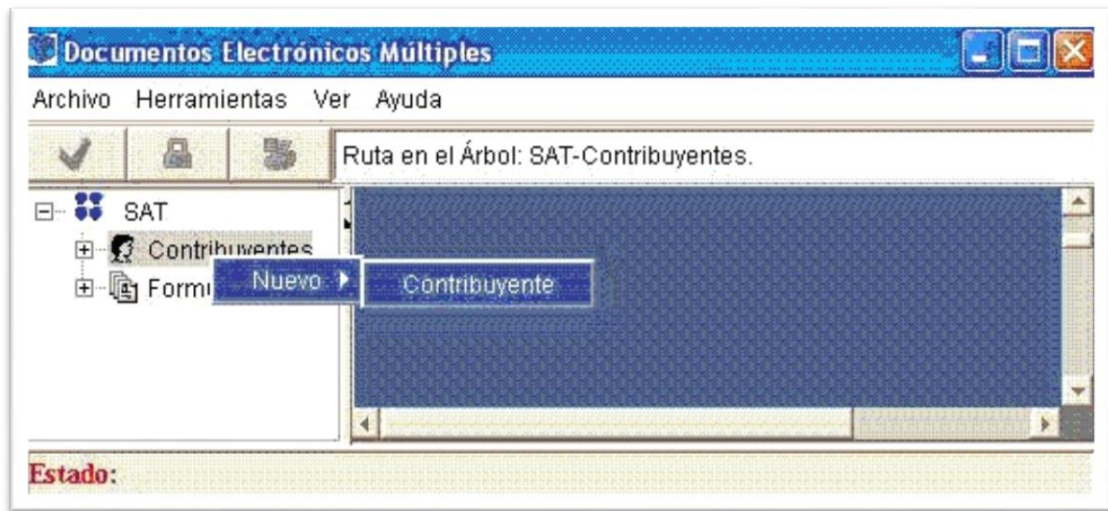 Documentos Electrónicos Múltiples
Archivo Herramientas Ver Ayuda
Ruta en el Árbol: SAT-Contribuyentes.
SAT
Contribuyentes
Nuevo Contribuyente
Estado: